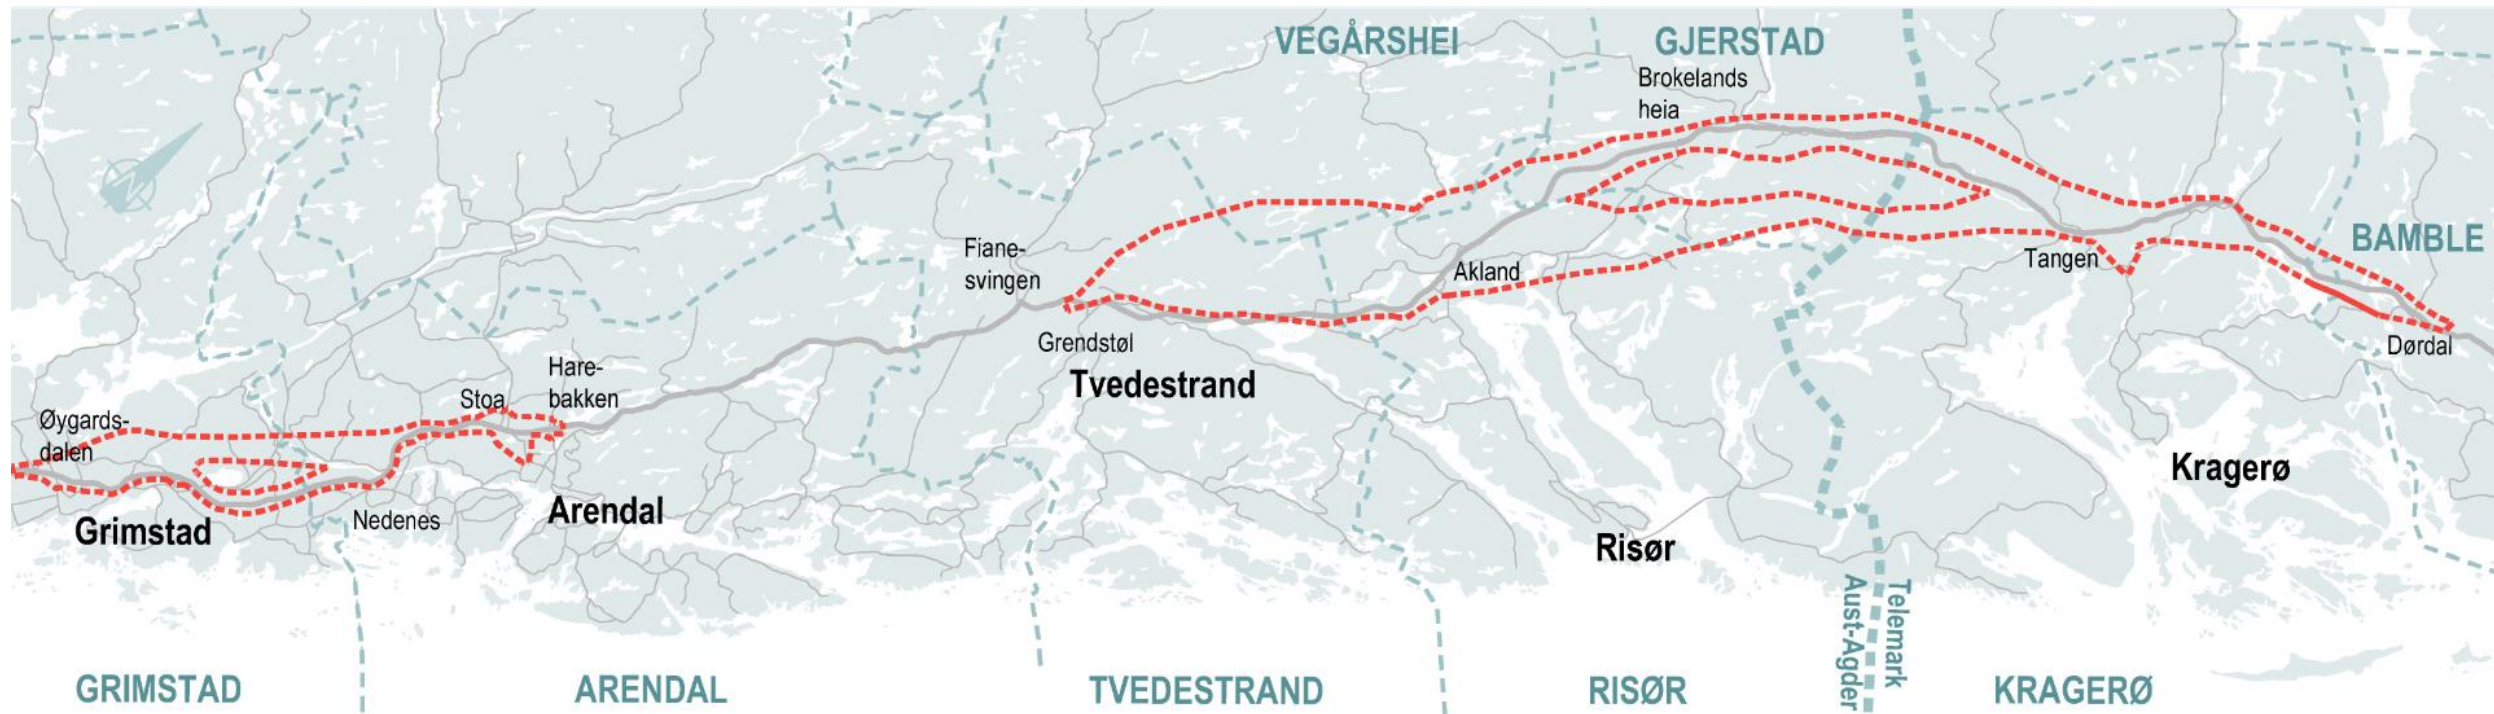 VEGÅRSHEI
GJERSTAD
Brokelands
heia
BAMBLE
Fiane-
svingen
Akland
Tangen
Grendstøl
Dørdal
Hare-
bakken
Tvedestrand
Stoa
Øygards-
dalen
Kragerø
Grimstad
Nedenes
Arendal
Risør
Telemark
Aust-Agder
GRIMSTAD
ARENDAL
TVEDESTRAND
RISØR
KRAGERØ
N